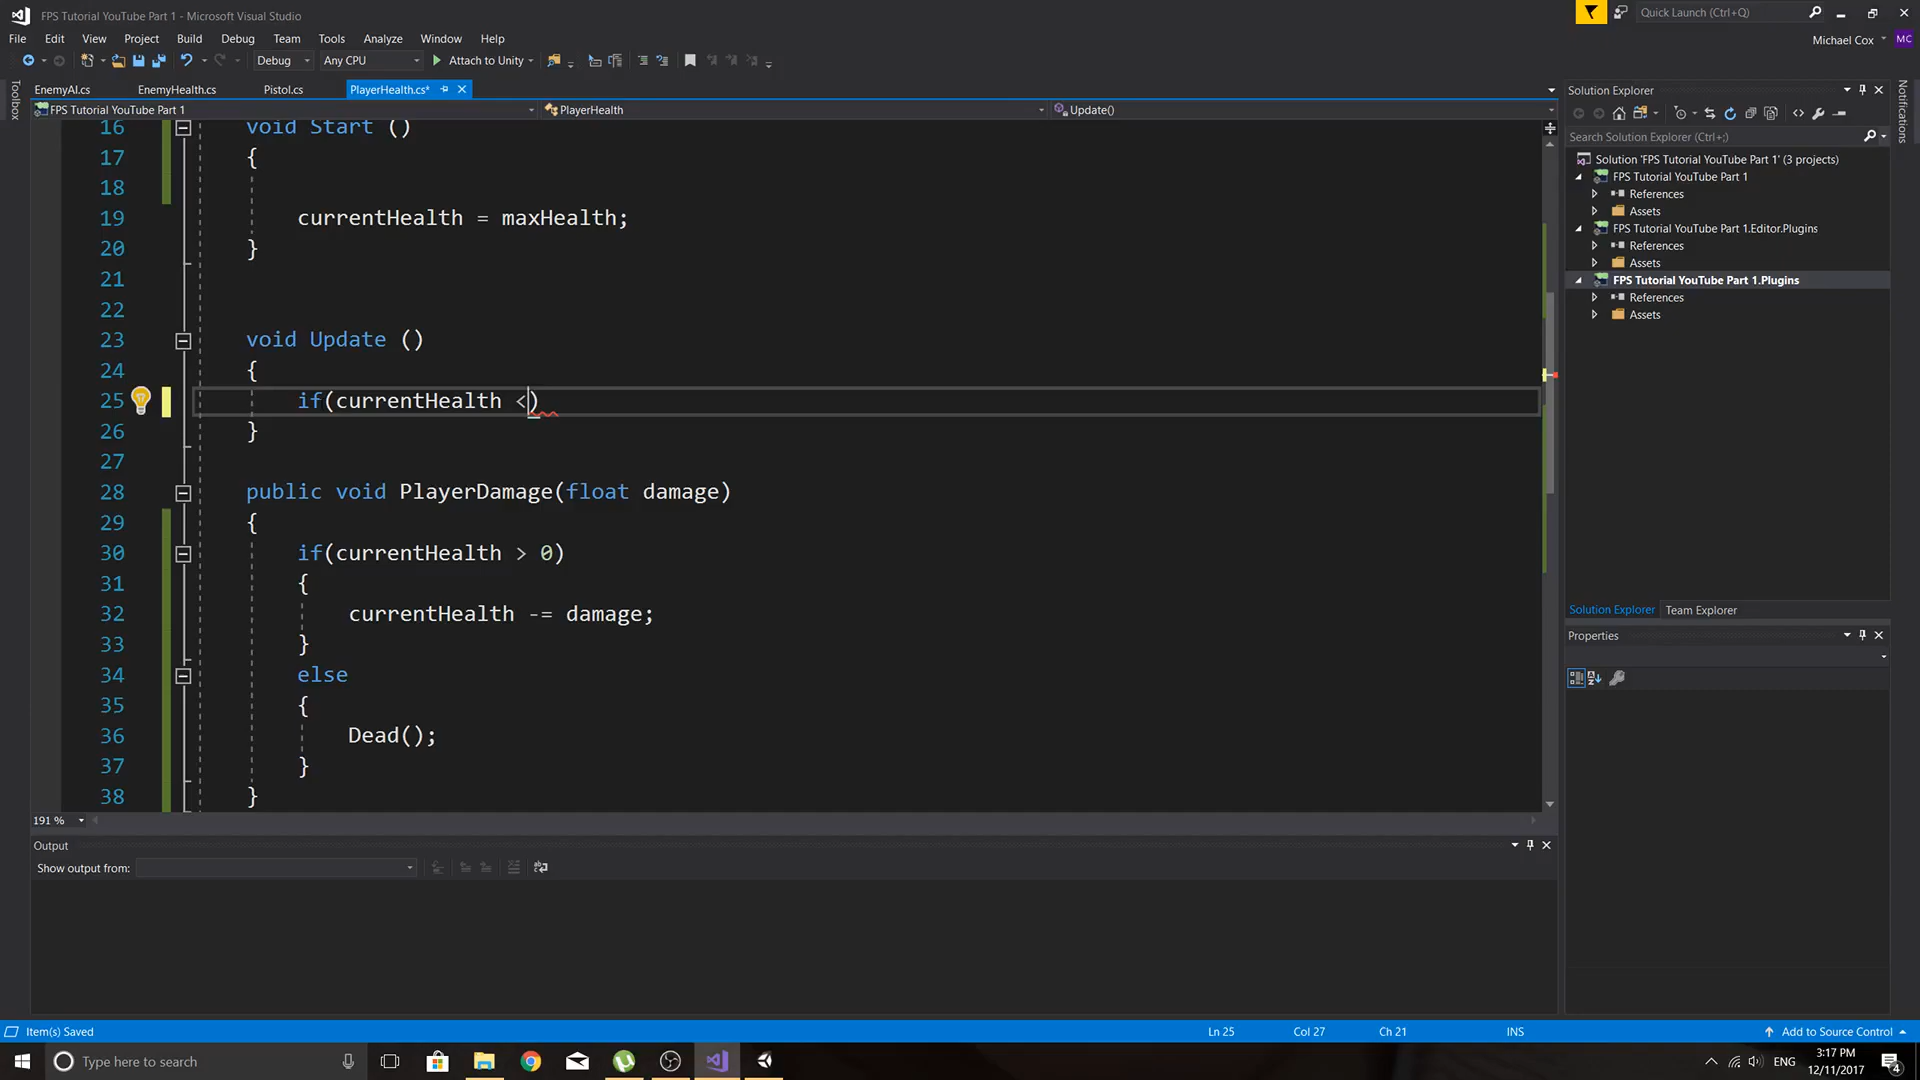 FPS Tutorial YouTube Part 1 - Microsoft Visual Studio
Quick Launch (Ctrl+Q)
File Edit View Project Build Debug Team Tools Analyze Window Help
Michael Cox MC
Debug Any CPU Attach to Unity
Toolbox
EnemyAI.cs EnemyHealth.cs Pistol.cs PlayerHealth.cs*
FPS Tutorial YouTube Part 1 PlayerHealth Update()
16 void Start ()
17 {
18
19 currentHealth = maxHealth;
20 }
21
22
23 void Update ()
24 {
25 if(currentHealth <)
26 }
27
28 public void PlayerDamage(float damage)
29 {
30 if(currentHealth > 0)
31 {
32 currentHealth -= damage;
33 }
34 else
35 {
36 Dead();
37 }
38 }
191 %
Output
Show output from:
Solution Explorer
Search Solution Explorer (Ctrl+;)
Solution 'FPS Tutorial YouTube Part 1' (3 projects)
FPS Tutorial YouTube Part 1
References
Assets
FPS Tutorial YouTube Part 1.Editor.Plugins
References
Assets
FPS Tutorial YouTube Part 1.Plugins
References
Assets
Solution Explorer Team Explorer
Properties
Notifications
Item(s) Saved Ln 25 Col 27 Ch 21 INS Add to Source Control
Type here to search
ENG
3:17 PM
12/11/2017
4